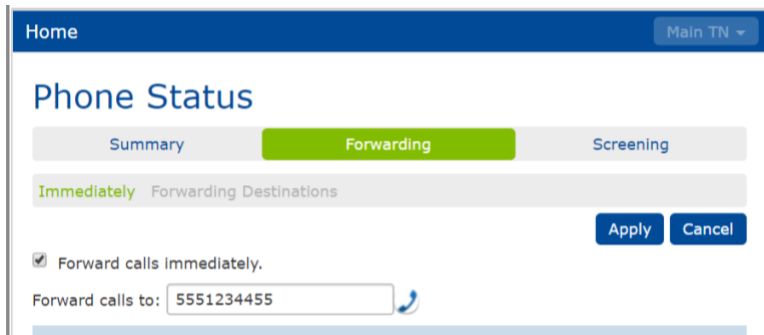 Home Main TN
Phone Status
Summary Forwarding Screening
Immediately Forwarding Destinations
Apply Cancel
Forward calls immediately.
Forward calls to: 5551234455